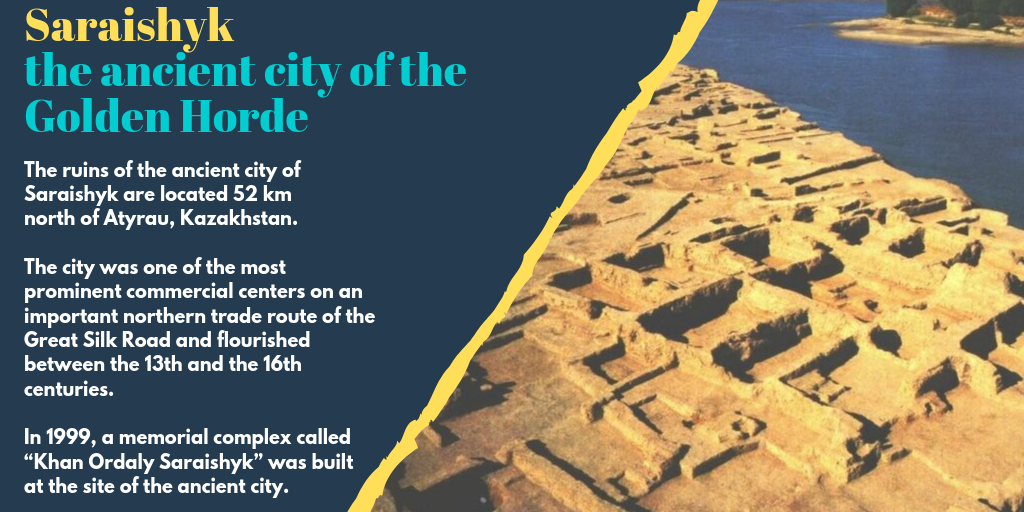 Saraishyk
the ancient city of the
Golden Horde
The ruins of the ancient city of
Saraishyk are located 52 km
north of Atyrau, Kazakhstan.
The city was one of the most
prominent commercial centers on an
important northern trade route of the
Great Silk Road and flourished
between the 13th and the 16th
centuries.
In 1999, a memorial complex called
“Khan Ordaly Saraishyk” was built
at the site of the ancient city.